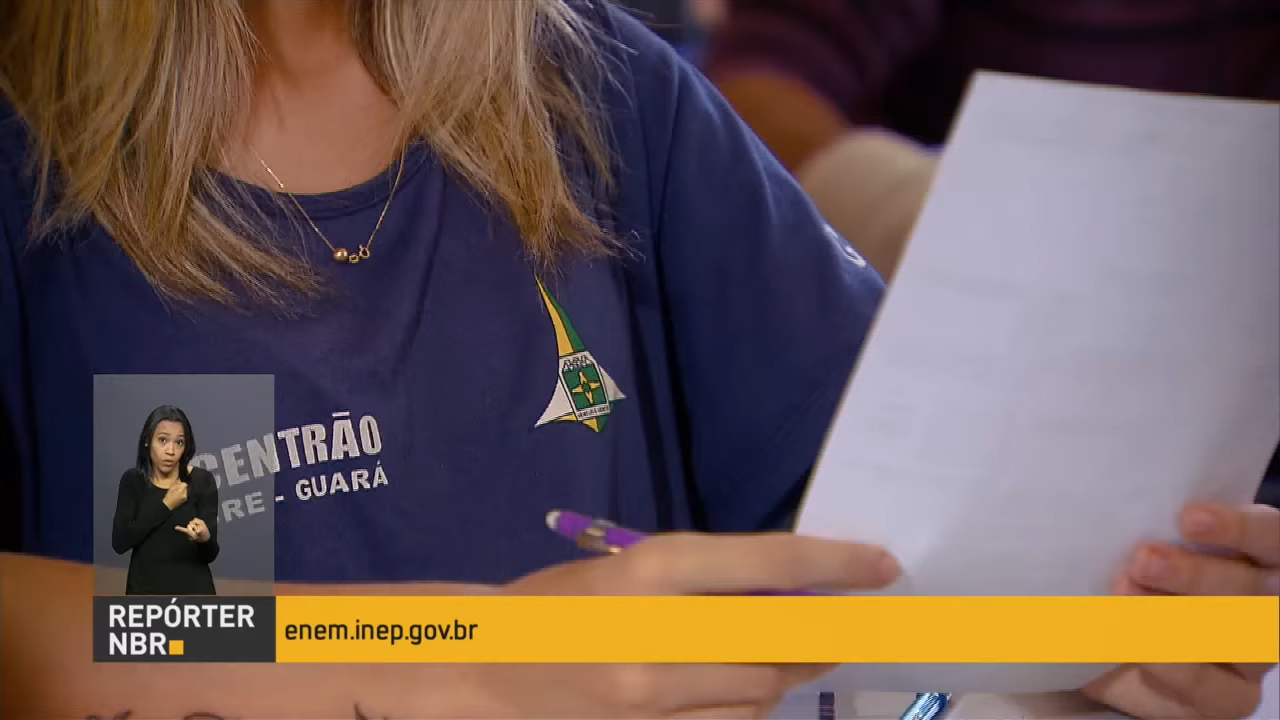 CENTRÃO
RE - GUARÁ
REPÓRTER
NBR
enem.inep.gov.br